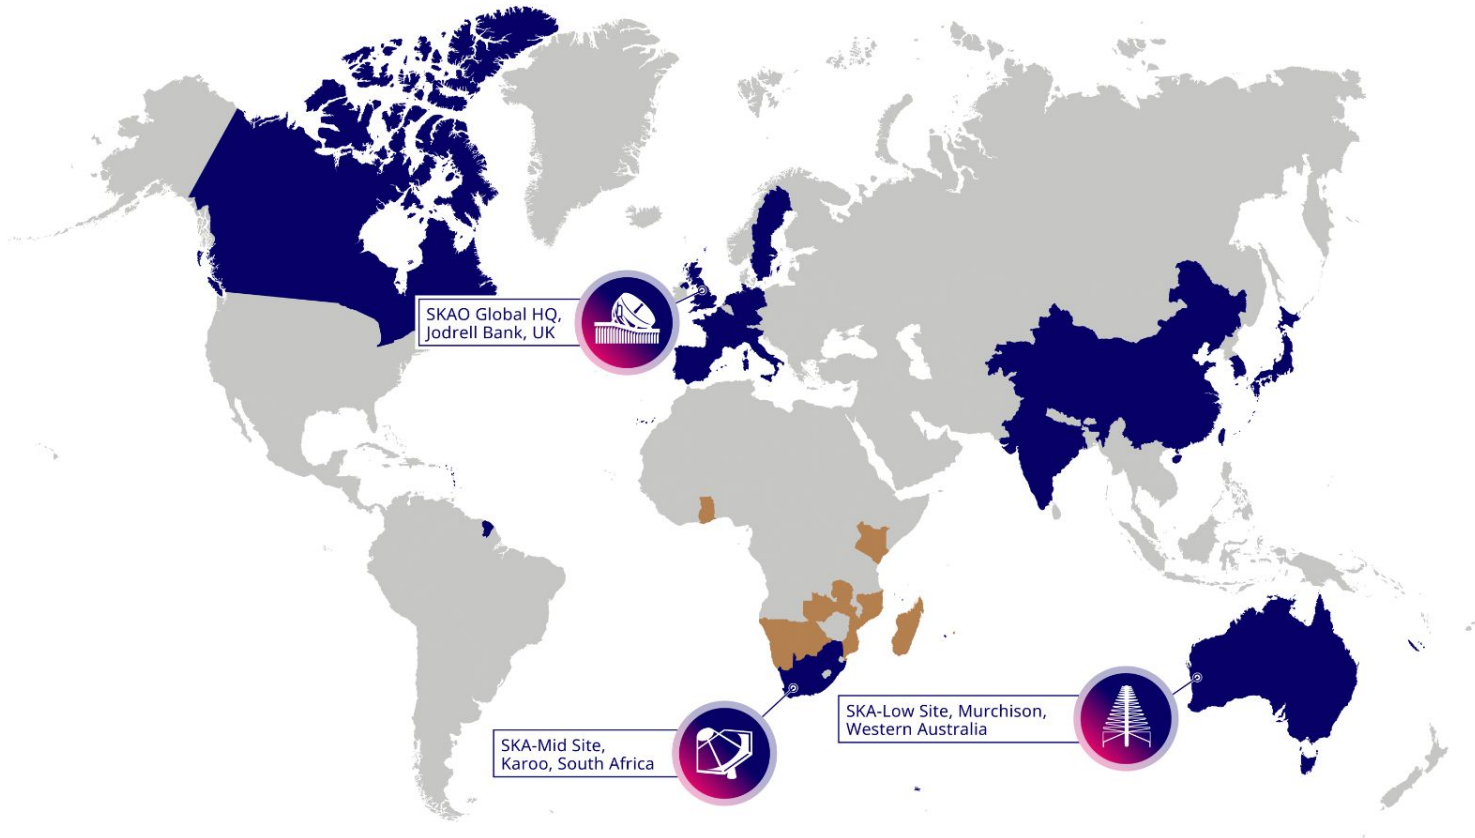 SKAO Global HQ,
Jodrell Bank, UK
SKA-Mid Site,
Karoo, South Africa
SKA-Low Site, Murchison,
Western Australia